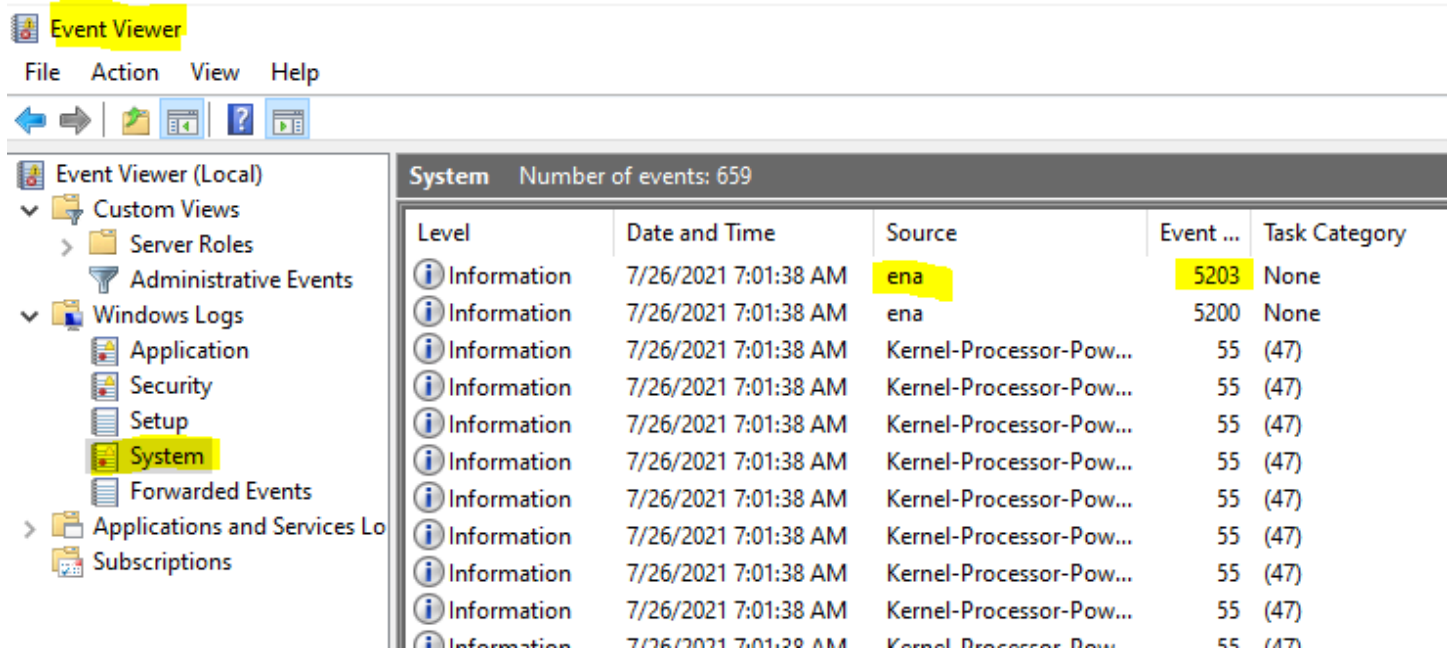 Event Viewer
File Action View Help
Event Viewer (Local)
Custom Views
Server Roles
Administrative Events
Windows Logs
Application
Security
Setup
System
Forwarded Events
Applications and Services Lo
Subscriptions
System Number of events: 659
Level Date and Time Source Event ... Task Category
Information 7/26/2021 7:01:38 AM ena 5203 None
Information 7/26/2021 7:01:38 AM ena 5200 None
Information 7/26/2021 7:01:38 AM Kernel-Processor-Pow... 55 (47)
Information 7/26/2021 7:01:38 AM Kernel-Processor-Pow... 55 (47)
Information 7/26/2021 7:01:38 AM Kernel-Processor-Pow... 55 (47)
Information 7/26/2021 7:01:38 AM Kernel-Processor-Pow... 55 (47)
Information 7/26/2021 7:01:38 AM Kernel-Processor-Pow... 55 (47)
Information 7/26/2021 7:01:38 AM Kernel-Processor-Pow... 55 (47)
Information 7/26/2021 7:01:38 AM Kernel-Processor-Pow... 55 (47)
Information 7/26/2021 7:01:38 AM Kernel-Processor-Pow... 55 (47)
Information 7/26/2021 7:01:38 AM Kernel-Processor-Pow... 55 (47)